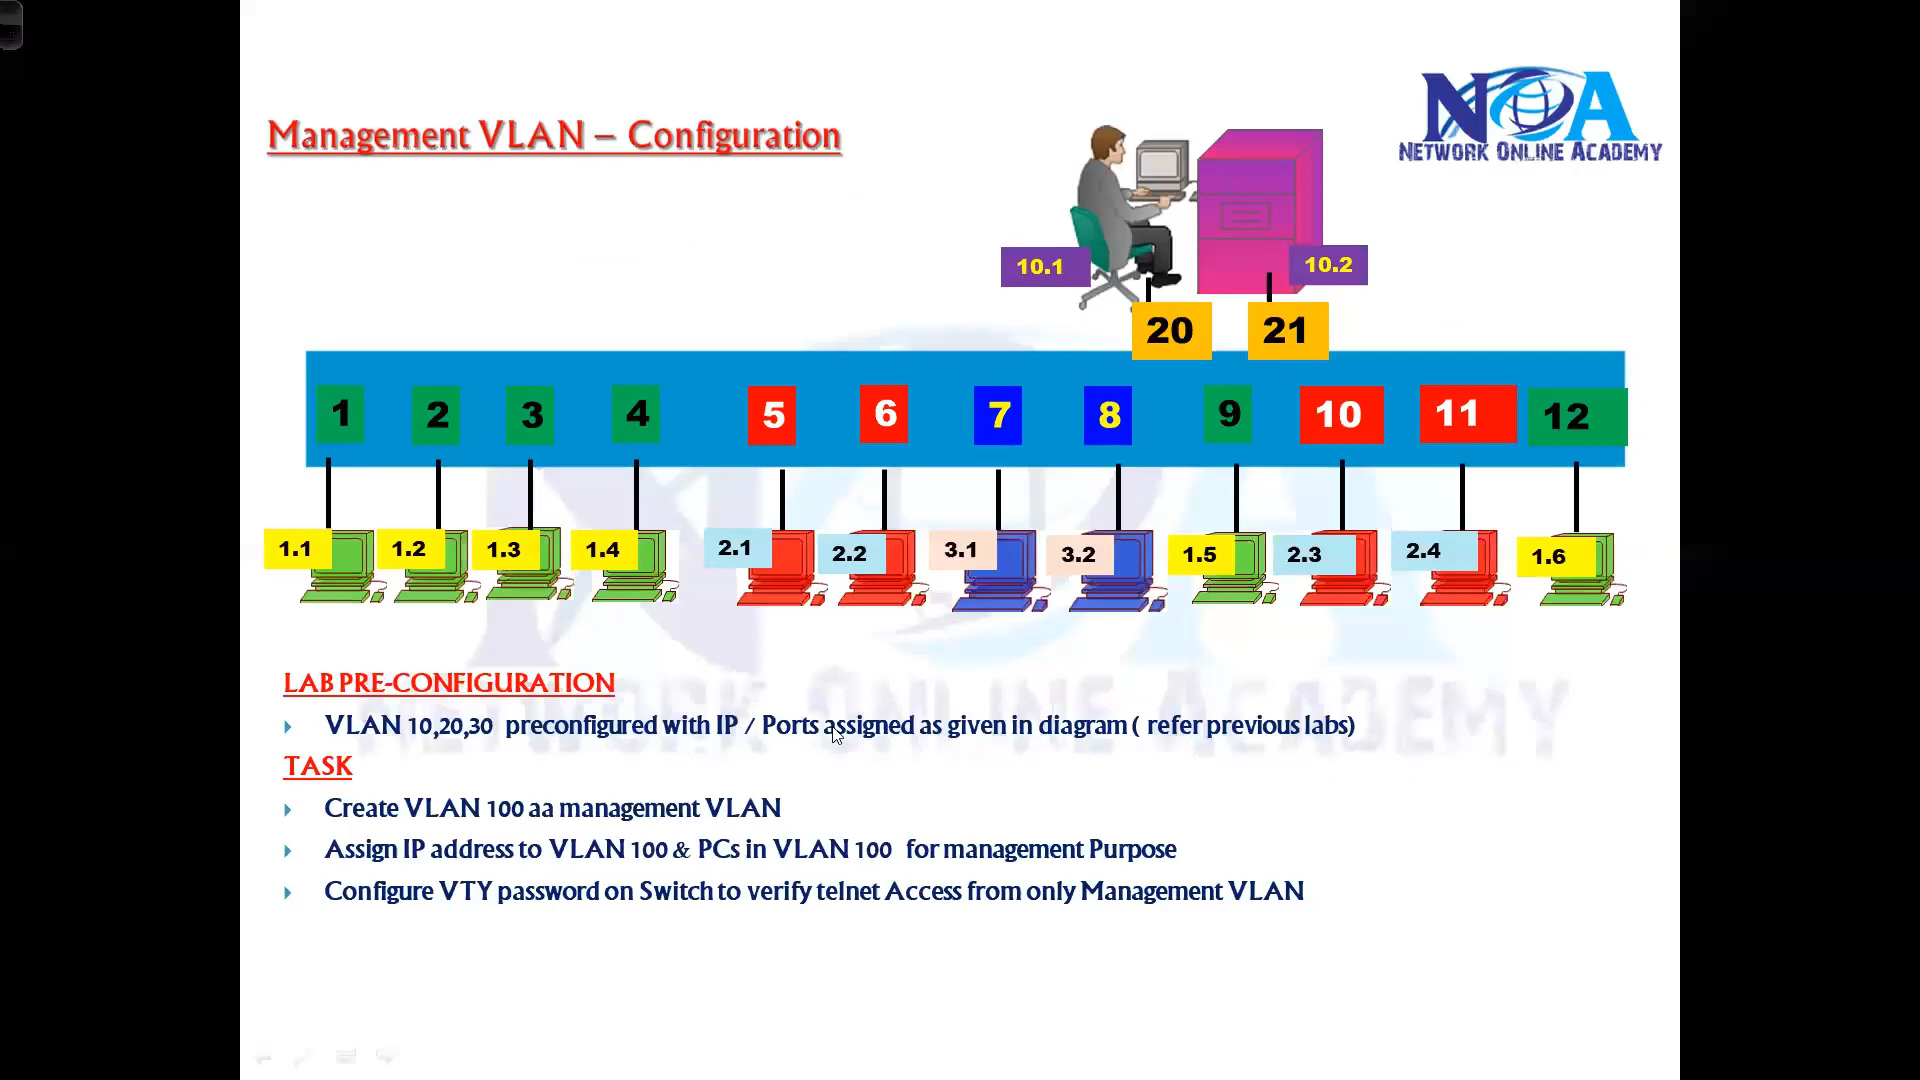 Management VLAN – Configuration
NOA
NETWORK ONLINE ACADEMY
10.1
10.2
20
21
1
2
3
4
5
6
7
8
9
10
11
12
1.1
1.2
1.3
1.4
2.1
2.2
3.1
3.2
1.5
2.3
2.4
1.6
NOA
NETWORK ONLINE ACADEMY
LAB PRE-CONFIGURATION
VLAN 10,20,30 preconfigured with IP / Ports assigned as given in diagram ( refer previous labs)
TASK
Create VLAN 100 aa management VLAN
Assign IP address to VLAN 100 & PCs in VLAN 100 for management Purpose
Configure VTY password on Switch to verify telnet Access from only Management VLAN